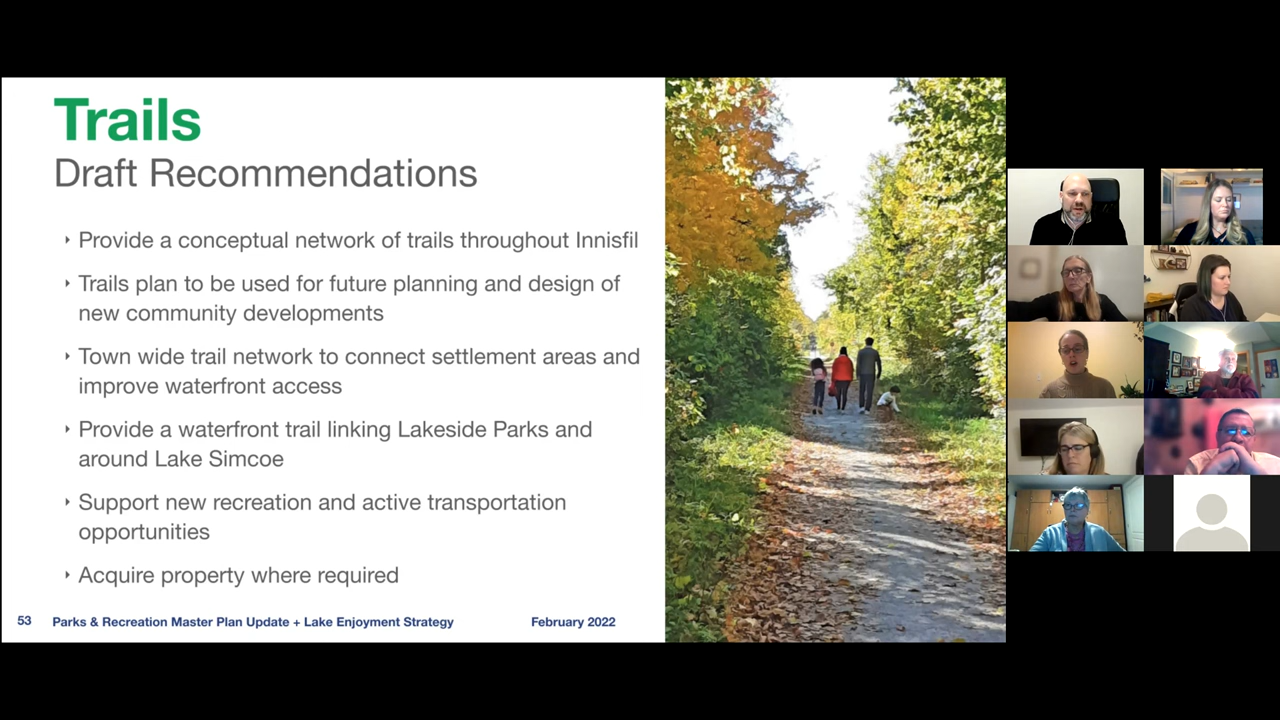 Trails
Draft Recommendations
‣ Provide a conceptual network of trails throughout Innisfil
‣ Trails plan to be used for future planning and design of
new community developments
‣ Town wide trail network to connect settlement areas and
improve waterfront access
‣ Provide a waterfront trail linking Lakeside Parks and
around Lake Simcoe
‣ Support new recreation and active transportation
opportunities
‣ Acquire property where required
53 Parks & Recreation Master Plan Update + Lake Enjoyment Strategy February 2022